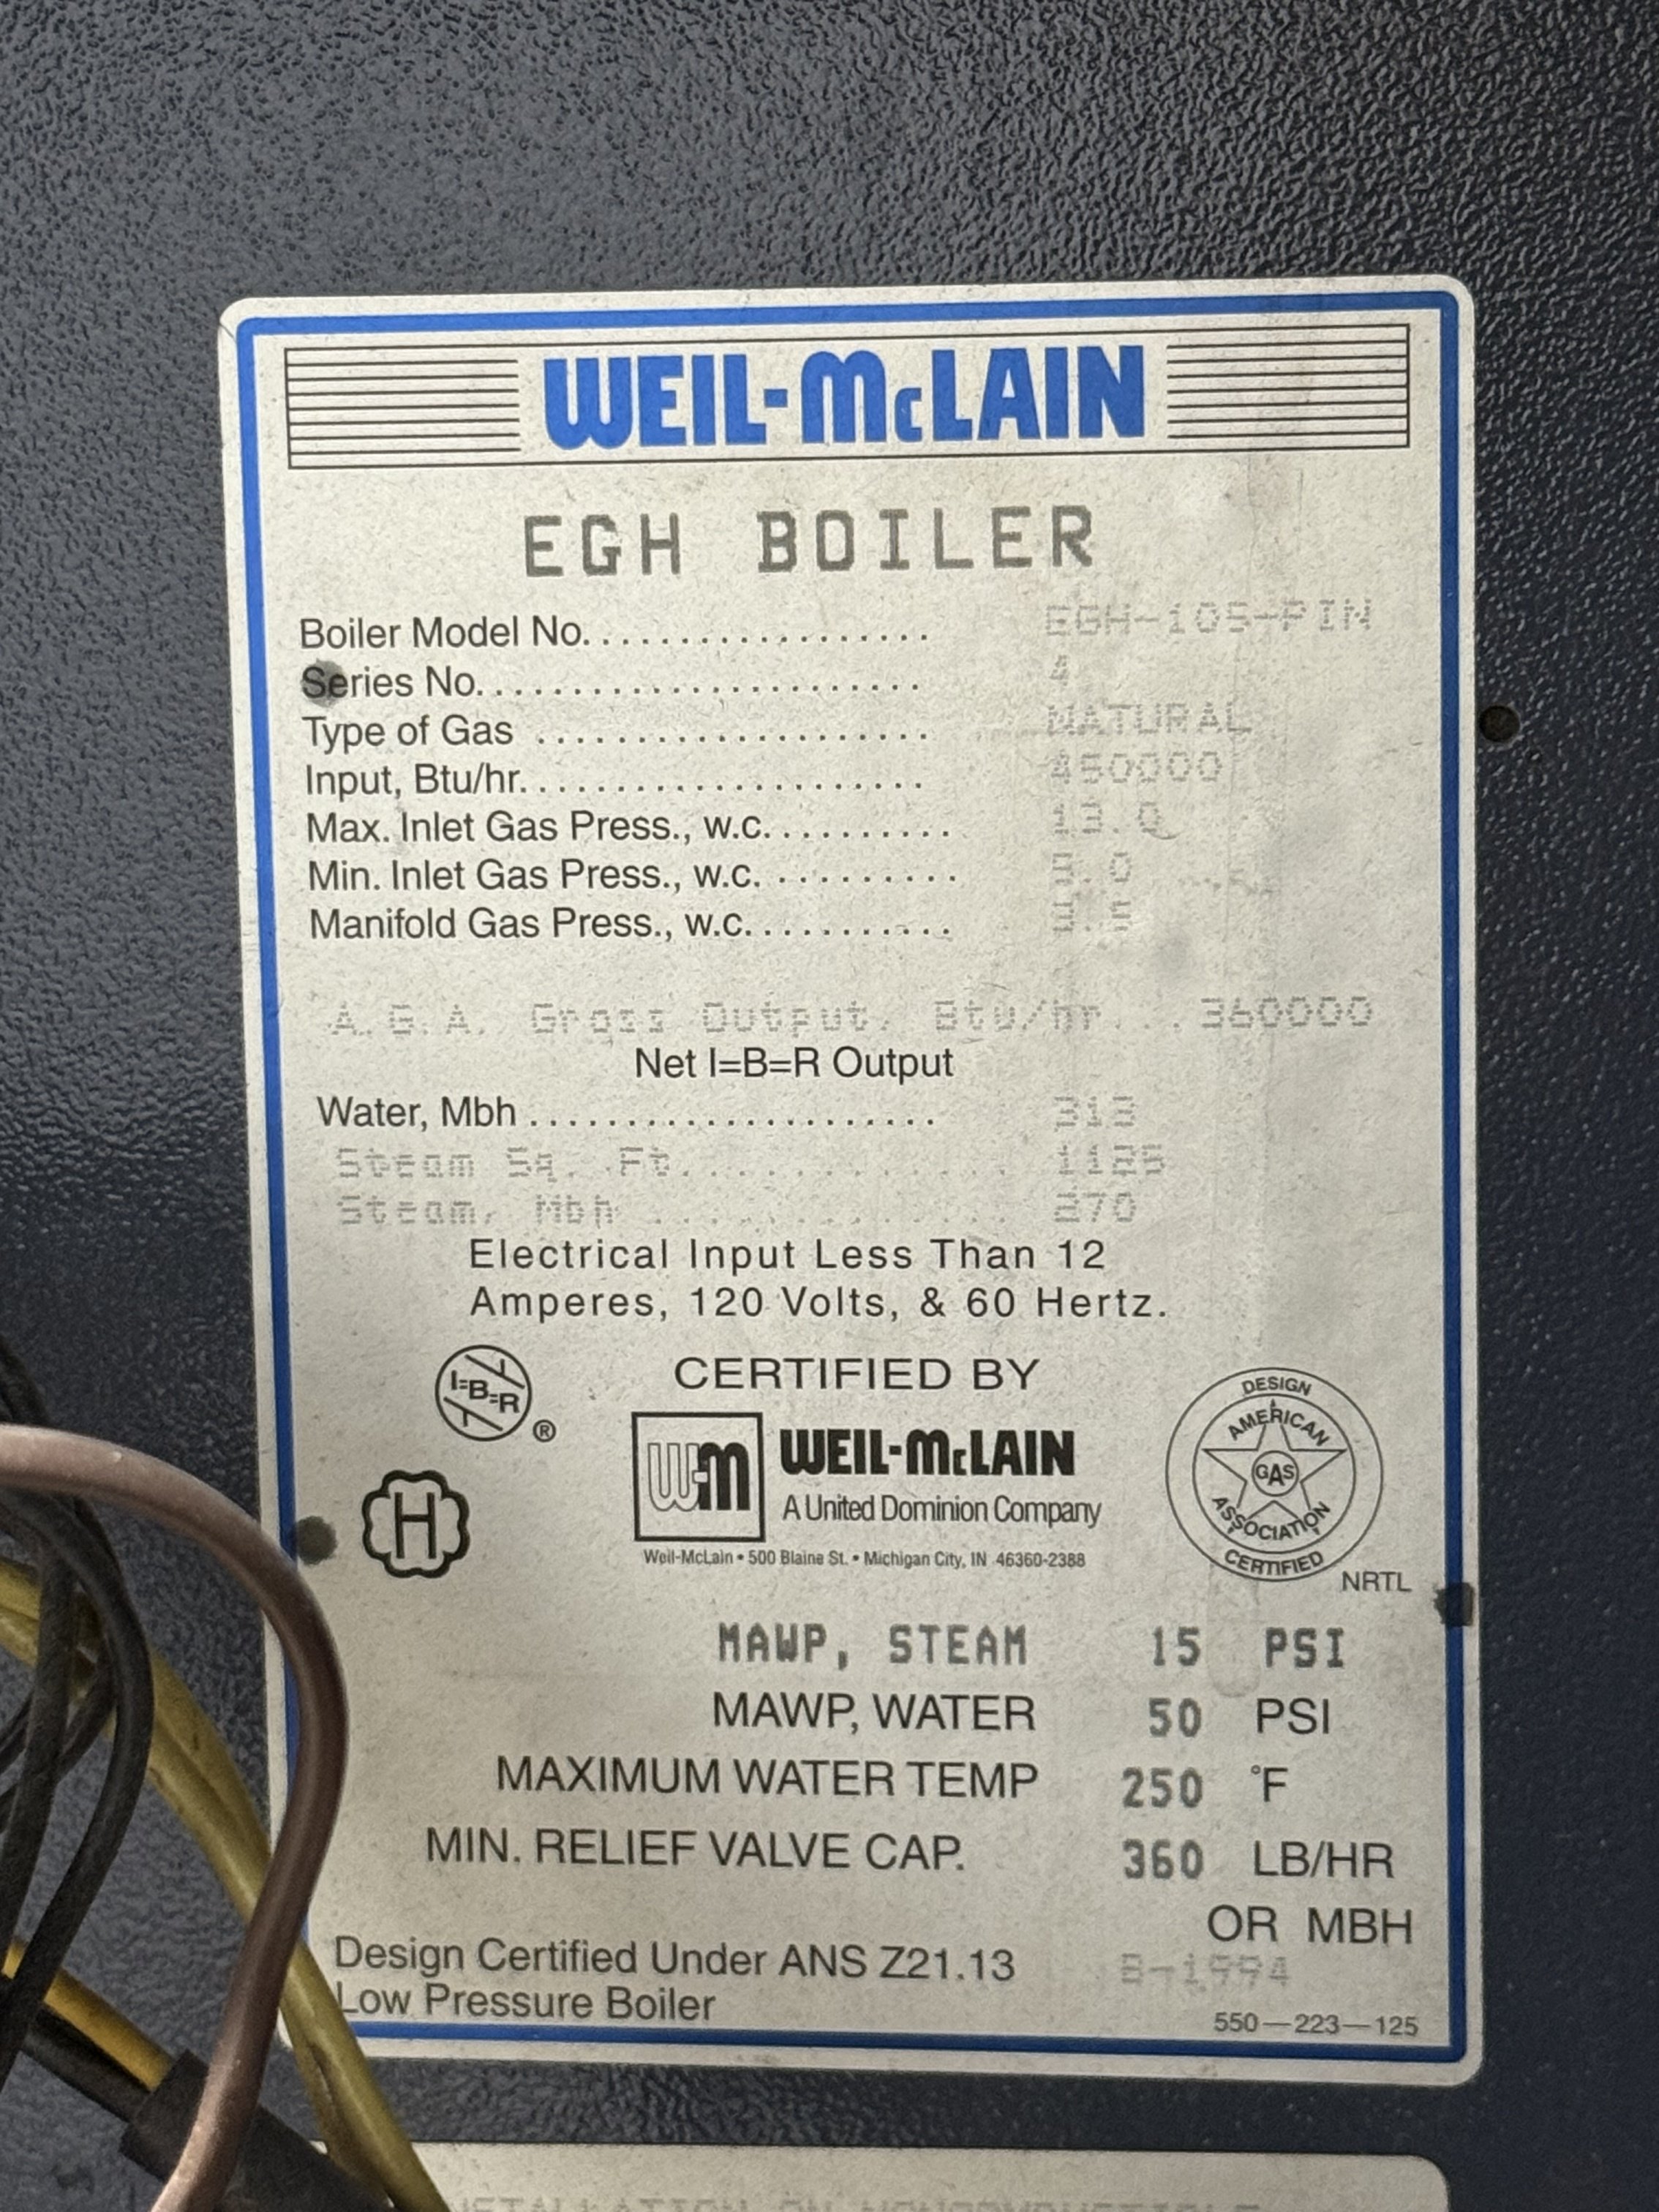 WEIL-McLAIN
EGH BOILER
Boiler Model No. EGH-105-PIN
Series No.
Type of Gas NATURAL
Input, Btu/hr. 450000
Max. Inlet Gas Press., w.c.
Min. Inlet Gas Press., w.c.
Manifold Gas Press., w.c.
A.G.A. Gross Output, Btu/hr...360000
Net I=B=R Output
Water, Mbh 313
Steam Sq. Ft. 1125
Steam, Mbh 270
Electrical Input Less Than 12
Amperes, 120 Volts, & 60 Hertz.
I=B=R ®
H
CERTIFIED BY
WM WEIL-McLAIN
A United Dominion Company
Weil-McLain • 500 Blaine St. • Michigan City, IN 46360-2388
DESIGN
AMERICAN
GAS
ASSOCIATION
CERTIFIED
NRTL
MAWP, STEAM 15 PSI
MAWP, WATER 50 PSI
MAXIMUM WATER TEMP 250 °F
MIN. RELIEF VALVE CAP. 360 LB/HR
OR MBH
Design Certified Under ANS Z21.13 B-1994
Low Pressure Boiler
550—223—125